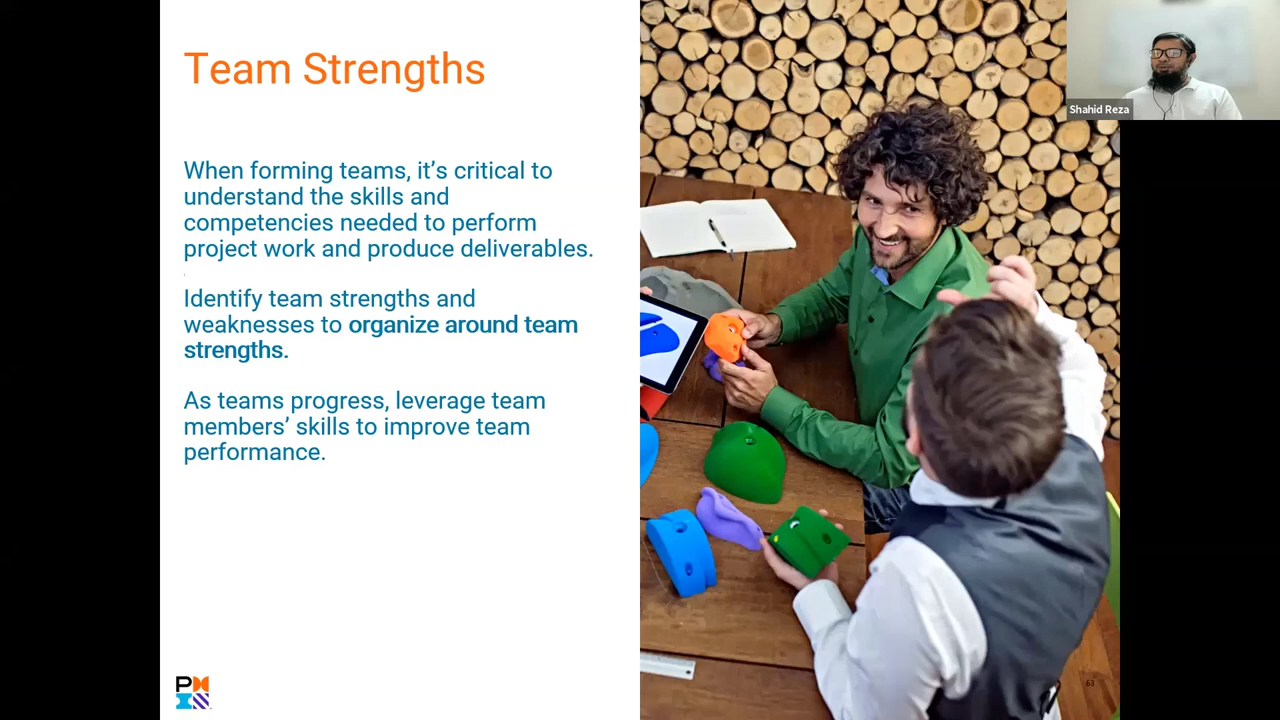 Team Strengths
When forming teams, it’s critical to
understand the skills and
competencies needed to perform
project work and produce deliverables.
Identify team strengths and
weaknesses to organize around team
strengths.
As teams progress, leverage team
members’ skills to improve team
performance.
Shahid Reza
PM
63